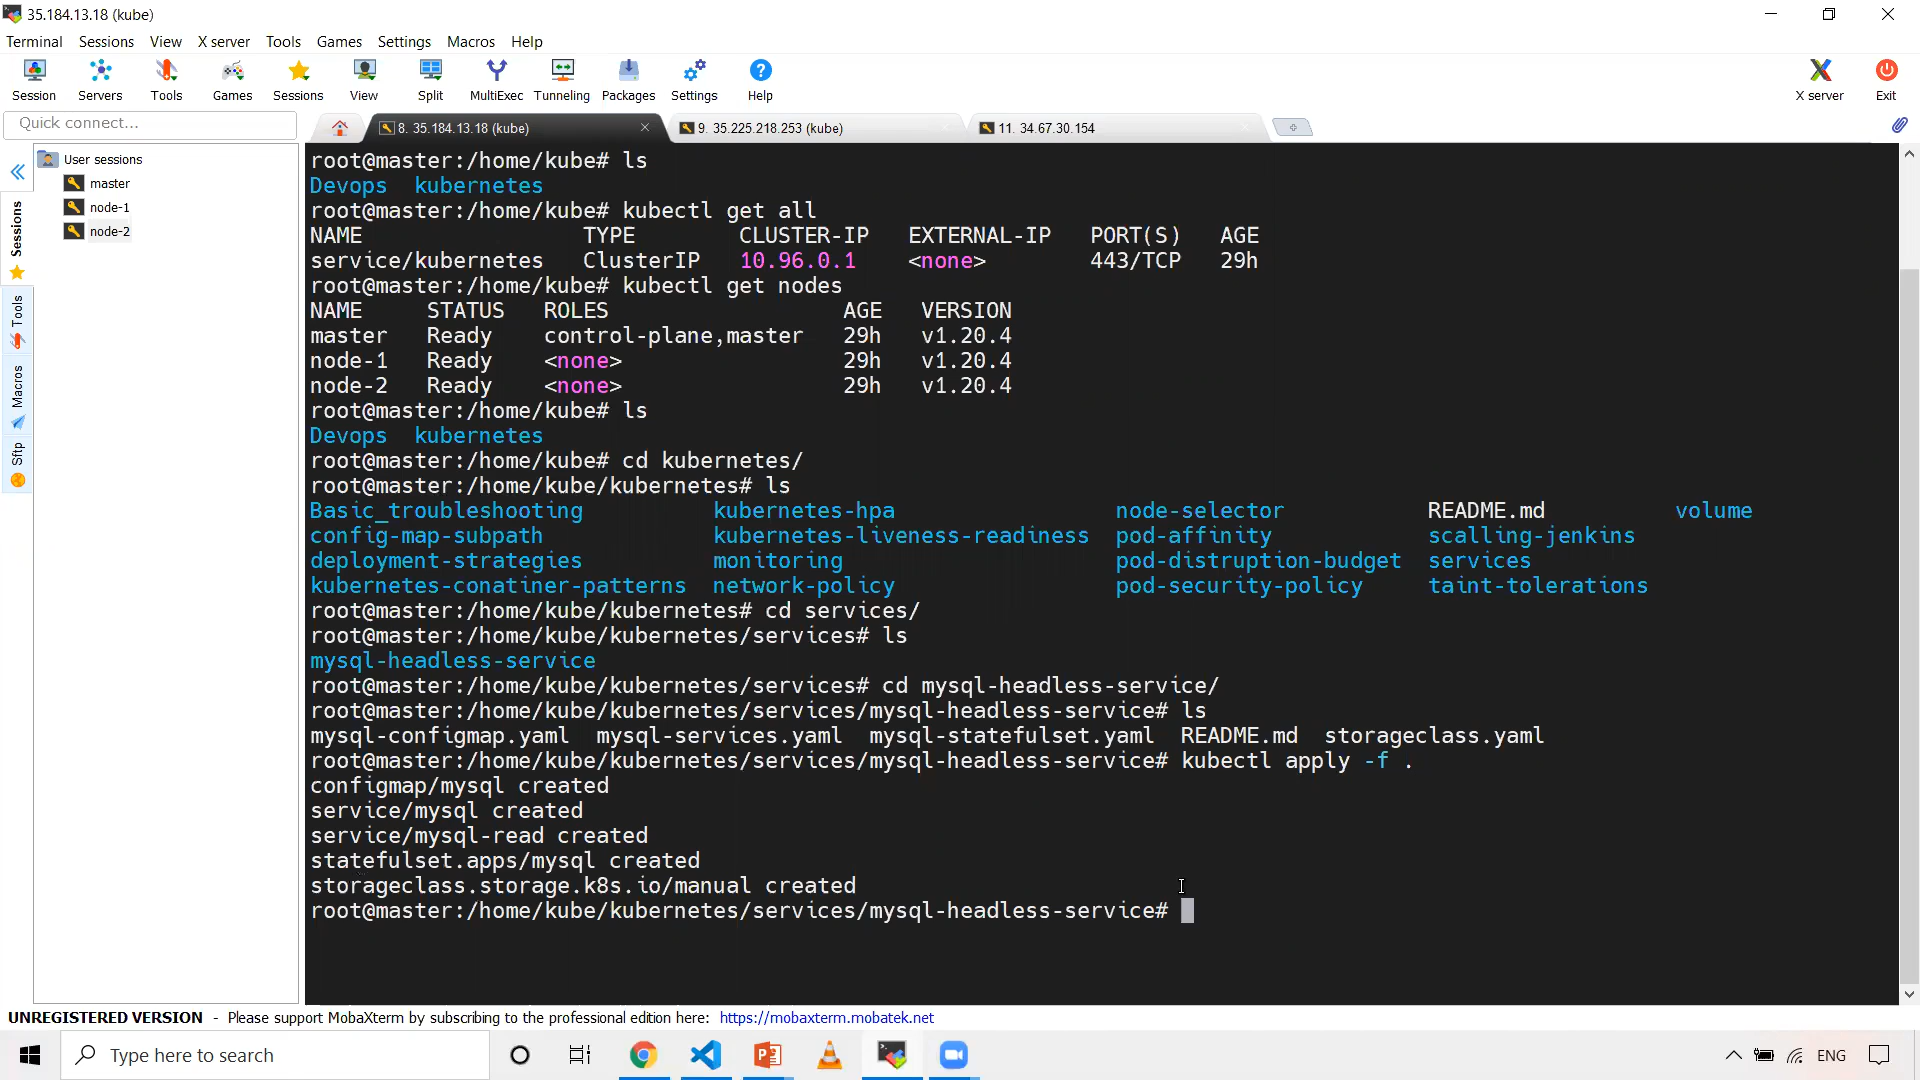 35.184.13.18 (kube)
Terminal Sessions View X server Tools Games Settings Macros Help
Session Servers Tools Games Sessions View Split MultiExec Tunneling Packages Settings Help X server Exit
Quick connect...
8. 35.184.13.18 (kube) 9. 35.225.218.253 (kube) 11. 34.67.30.154
User sessions
master
node-1
node-2
Sessions
Tools
Macros
Sftp
root@master:/home/kube# ls
Devops kubernetes
root@master:/home/kube# kubectl get all
NAME TYPE CLUSTER-IP EXTERNAL-IP PORT(S) AGE
service/kubernetes ClusterIP 10.96.0.1 <none> 443/TCP 29h
root@master:/home/kube# kubectl get nodes
NAME STATUS ROLES AGE VERSION
master Ready control-plane,master 29h v1.20.4
node-1 Ready <none> 29h v1.20.4
node-2 Ready <none> 29h v1.20.4
root@master:/home/kube# ls
Devops kubernetes
root@master:/home/kube# cd kubernetes/
root@master:/home/kube/kubernetes# ls
Basic_troubleshooting kubernetes-hpa node-selector README.md volume
config-map-subpath kubernetes-liveness-readiness pod-affinity scalling-jenkins
deployment-strategies monitoring pod-distruption-budget services
kubernetes-conatiner-patterns network-policy pod-security-policy taint-tolerations
root@master:/home/kube/kubernetes# cd services/
root@master:/home/kube/kubernetes/services# ls
mysql-headless-service
root@master:/home/kube/kubernetes/services# cd mysql-headless-service/
root@master:/home/kube/kubernetes/services/mysql-headless-service# ls
mysql-configmap.yaml mysql-services.yaml mysql-statefulset.yaml README.md storageclass.yaml
root@master:/home/kube/kubernetes/services/mysql-headless-service# kubectl apply -f .
configmap/mysql created
service/mysql created
service/mysql-read created
statefulset.apps/mysql created
storageclass.storage.k8s.io/manual created
root@master:/home/kube/kubernetes/services/mysql-headless-service#
UNREGISTERED VERSION - Please support MobaXterm by subscribing to the professional edition here: https://mobaxterm.mobatek.net
Type here to search
ENG